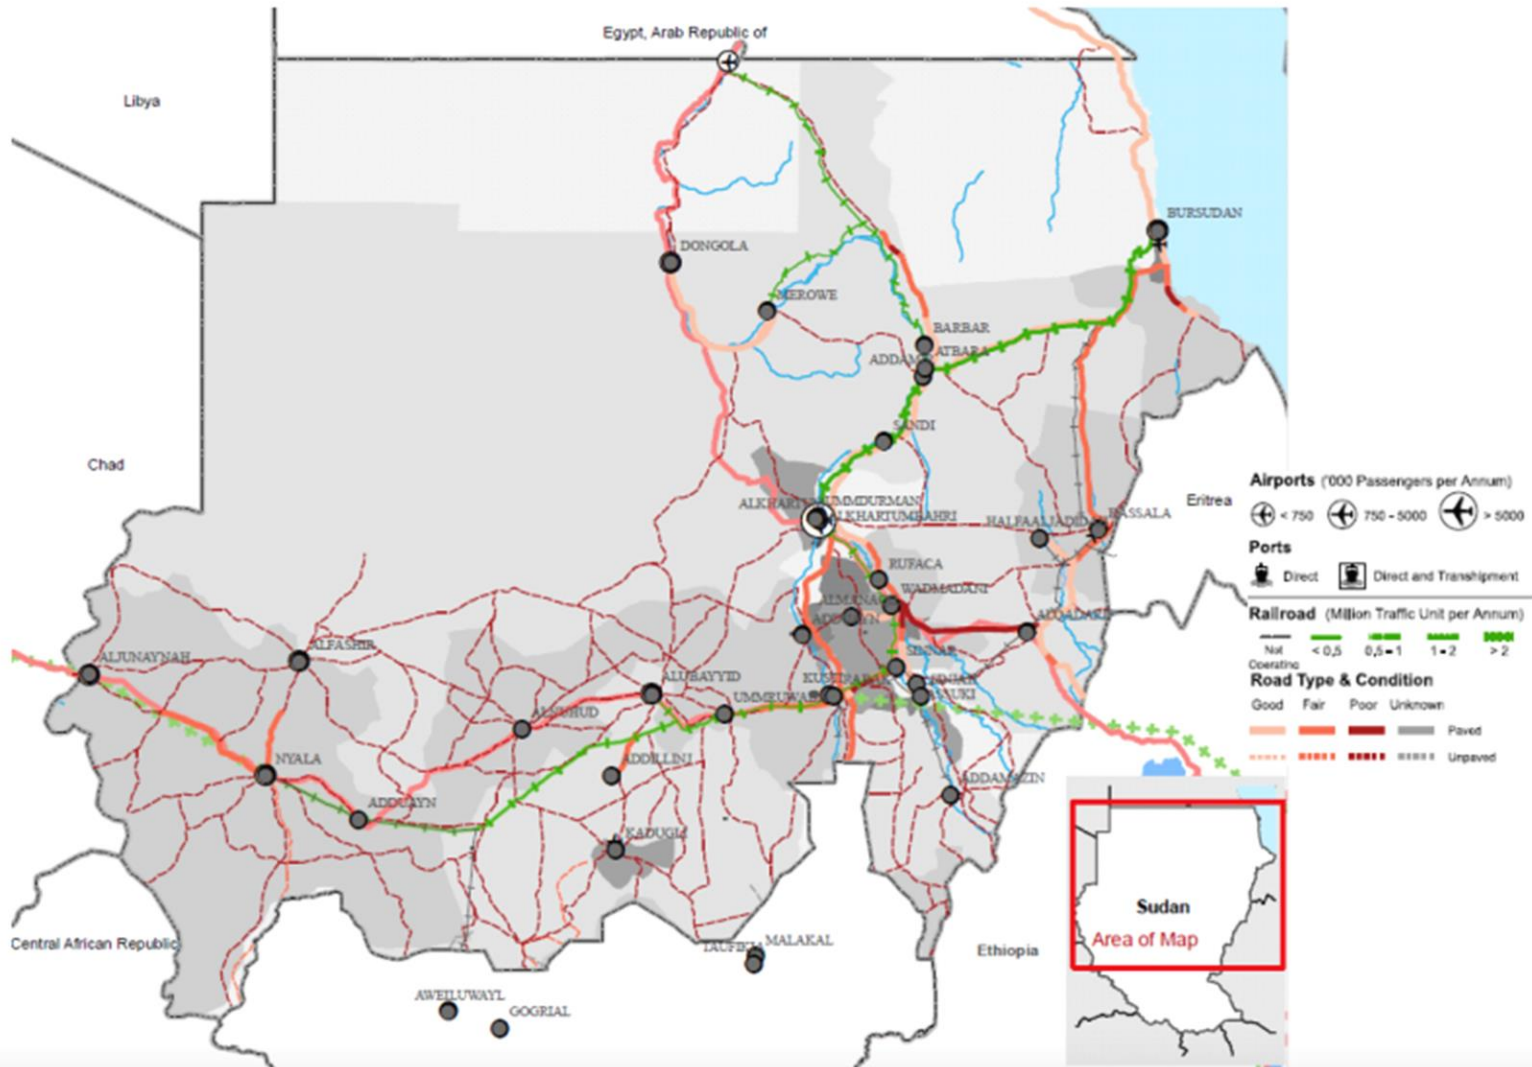 Egypt, Arab Republic of
Libya
BURSUDAN
DONGOLA
MEROWE
BARBAR
ATBARA
SANDI
Chad
UMMDURMAN
ALKHARTUMBAHRI
KASSALA
Eritrea
RUFACA
WADMADANI
ALJUNAYNAH
ALFASHIR
SINNAR
ALUBAYYID
ALNUHUD
NYALA
ADDILLINJ
ADDUAYN
ADDAMAZIN
KADUGLI
Central African Republic
MALAKAL
Ethiopia
AWEILUWAYL
GOGRIAL
Airports ('000 Passengers per Annum)
< 750
750 - 5000
> 5000
Ports
Direct
Direct and Transhipment
Railroad (Million Traffic Unit per Annum)
Not Operating
< 0,5
0,5 - 1
1 - 2
> 2
Road Type & Condition
Good Fair Poor Unknown
Paved
Unpaved
Sudan
Area of Map